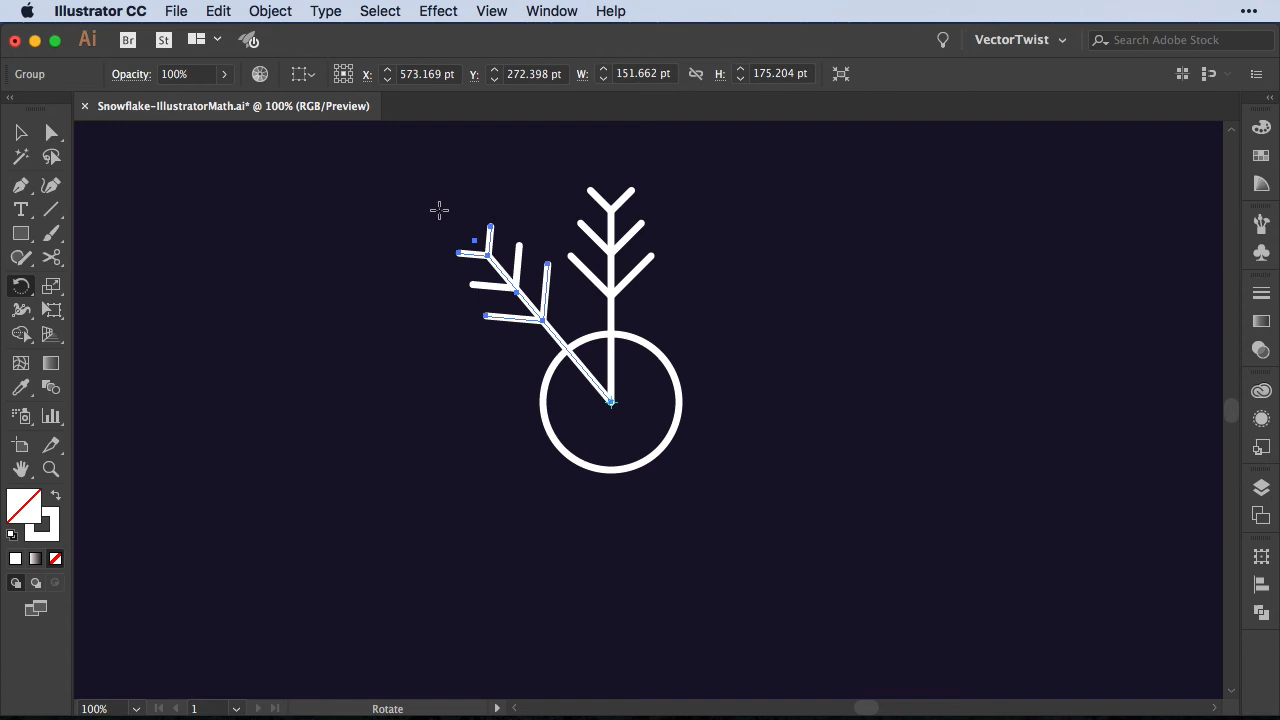 Illustrator CC File Edit Object Type Select Effect View Window Help
Ai Br St VectorTwist Search Adobe Stock
Group Opacity: 100% X: 573.169 pt Y: 272.398 pt W: 151.662 pt H: 175.204 pt
Snowflake-IllustratorMath.ai* @ 100% (RGB/Preview)
T
100% 1 Rotate